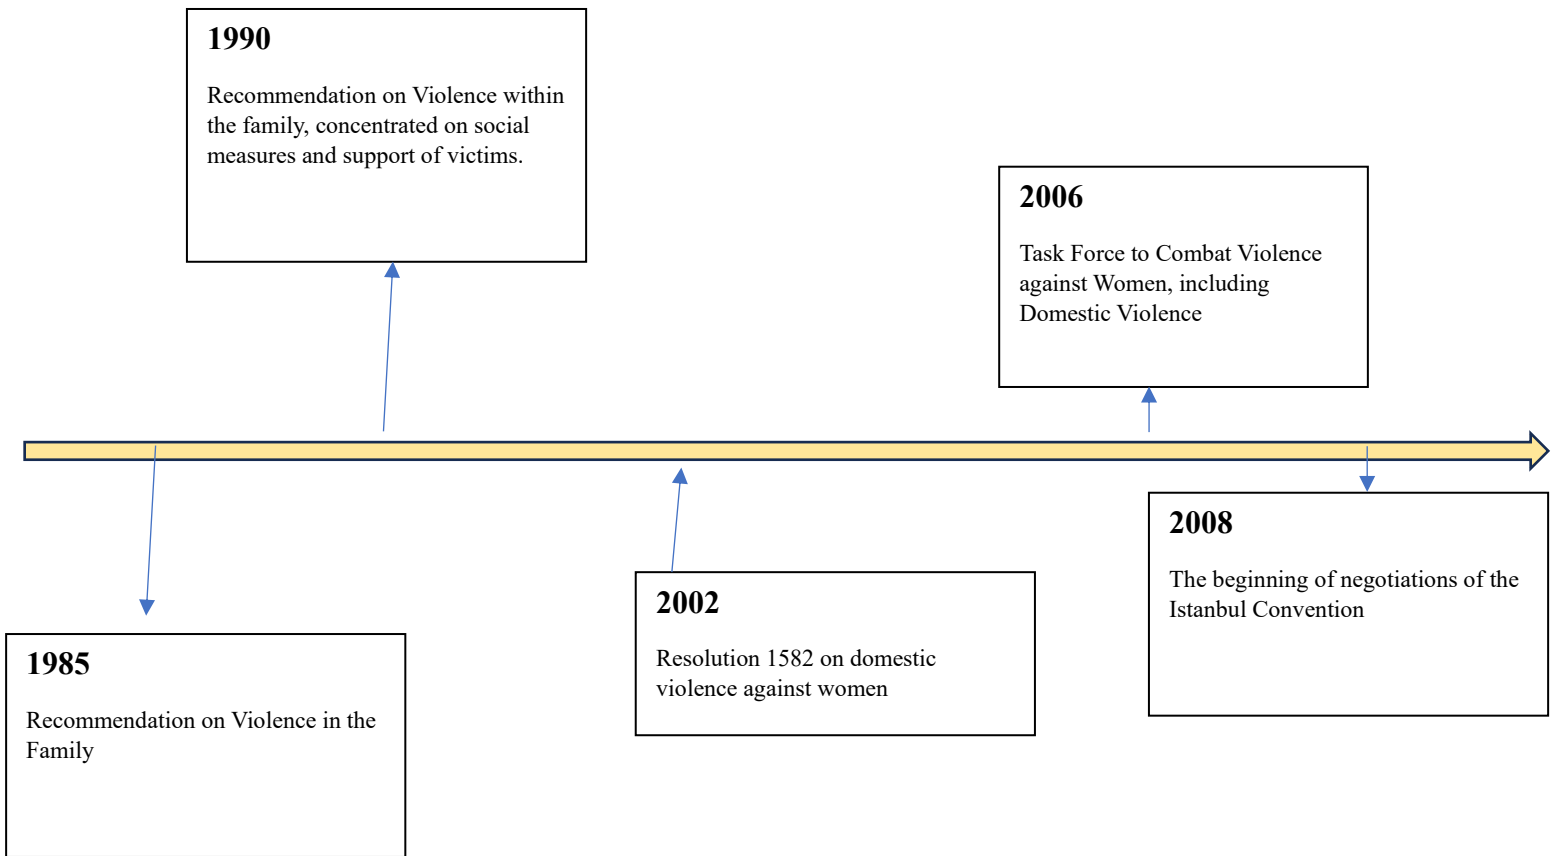 1990
Recommendation on Violence within
the family, concentrated on social
measures and support of victims.
2006
Task Force to Combat Violence
against Women, including
Domestic Violence
2008
The beginning of negotiations of the
Istanbul Convention
2002
Resolution 1582 on domestic
violence against women
1985
Recommendation on Violence in the
Family